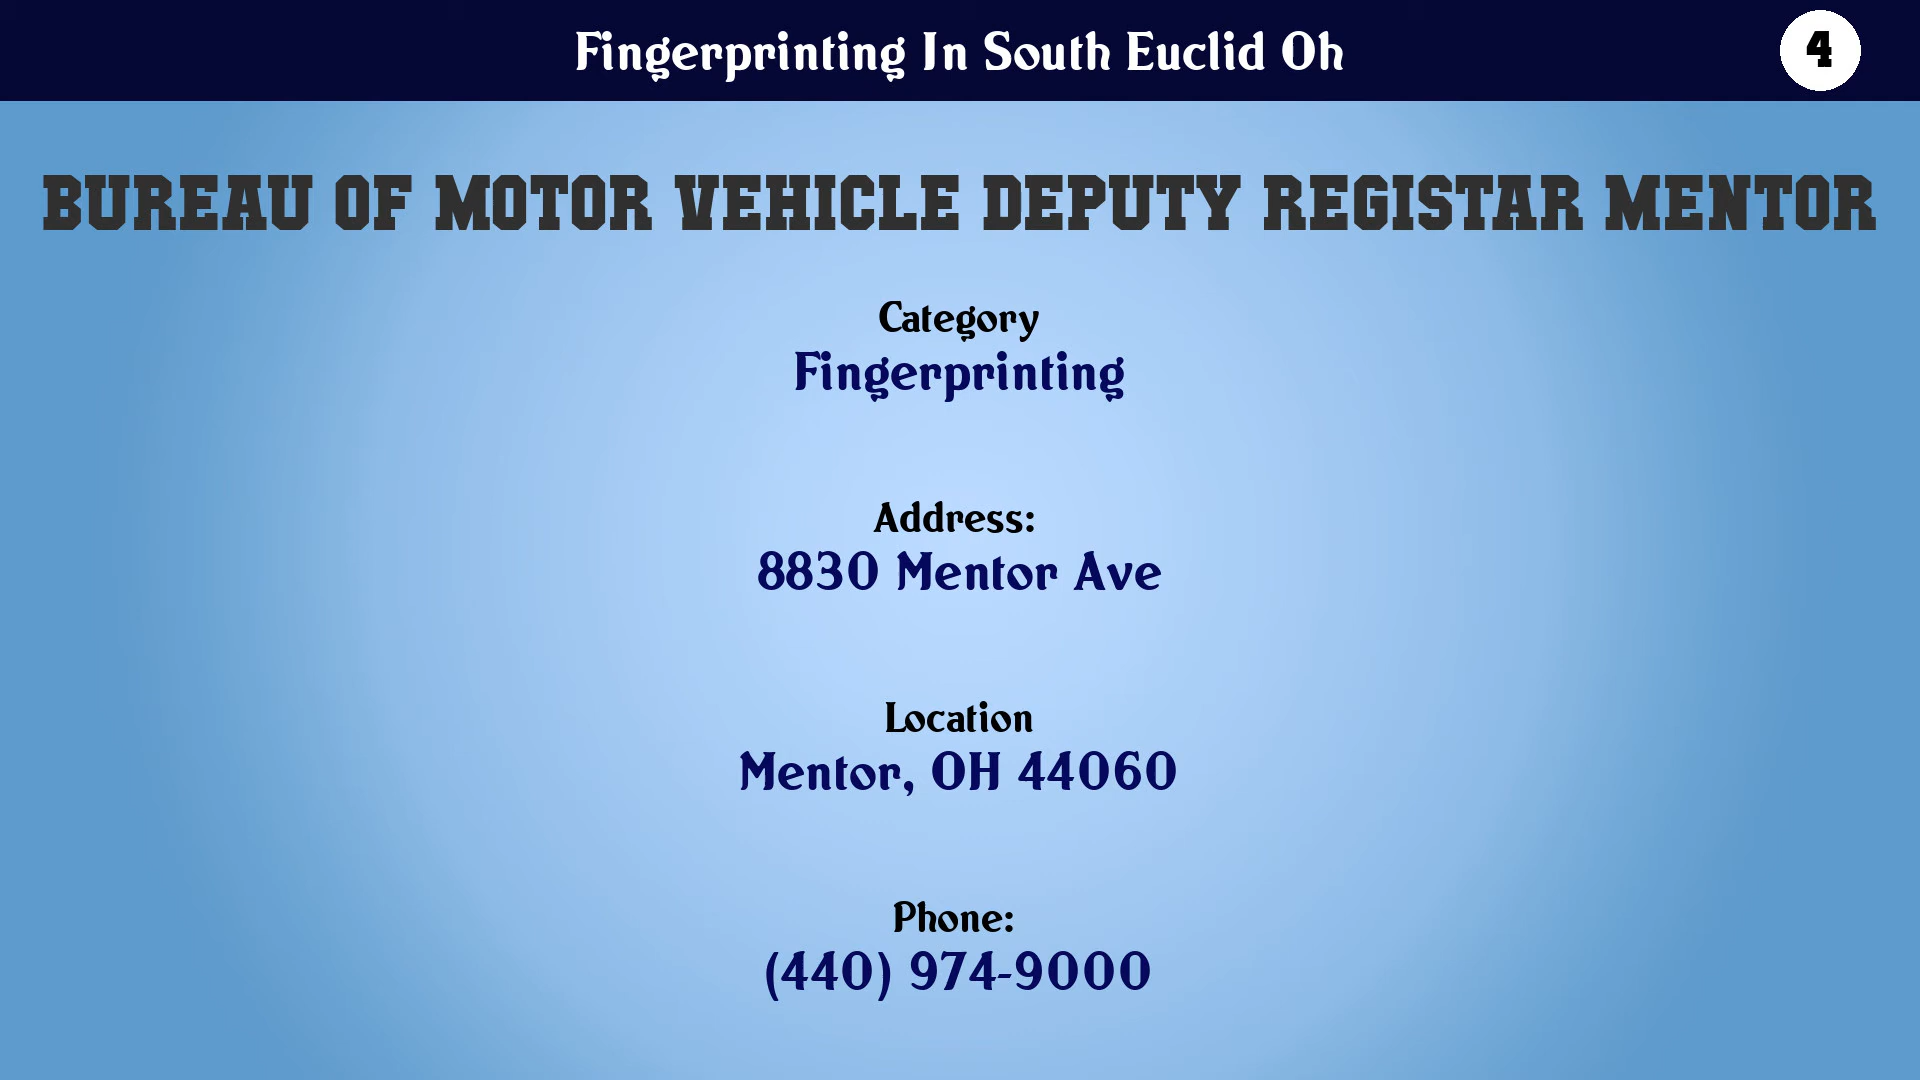 Fingerprinting In South Euclid Oh
4
BUREAU OF MOTOR VEHICLE DEPUTY REGISTAR MENTOR
Category
Fingerprinting
Address:
8830 Mentor Ave
Location
Mentor, OH 44060
Phone:
(440) 974-9000